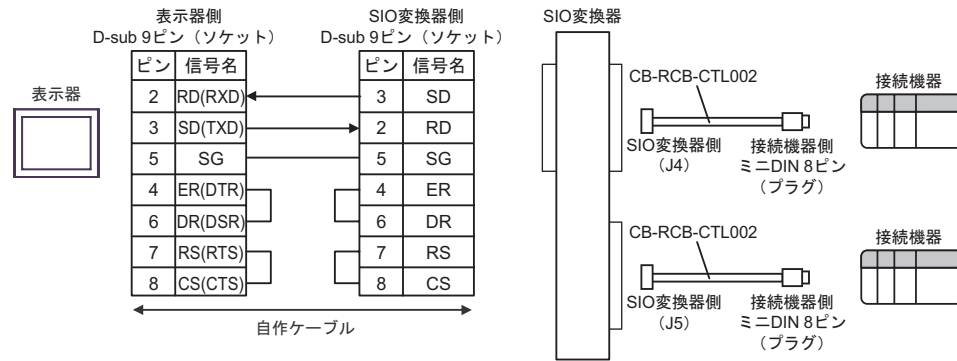 表示器側
D-sub 9ピン（ソケット）
SIO変換器側
D-sub 9ピン（ソケット）
SIO変換器
表示器
ピン 信号名
2 RD(RXD)
3 SD(TXD)
5 SG
4 ER(DTR)
6 DR(DSR)
7 RS(RTS)
8 CS(CTS)
ピン 信号名
3 SD
2 RD
5 SG
4 ER
6 DR
7 RS
8 CS
自作ケーブル
CB-RCB-CTL002
接続機器
SIO変換器側
（J4）
接続機器側
ミニDIN 8ピン
（プラグ）
CB-RCB-CTL002
接続機器
SIO変換器側
（J5）
接続機器側
ミニDIN 8ピン
（プラグ）